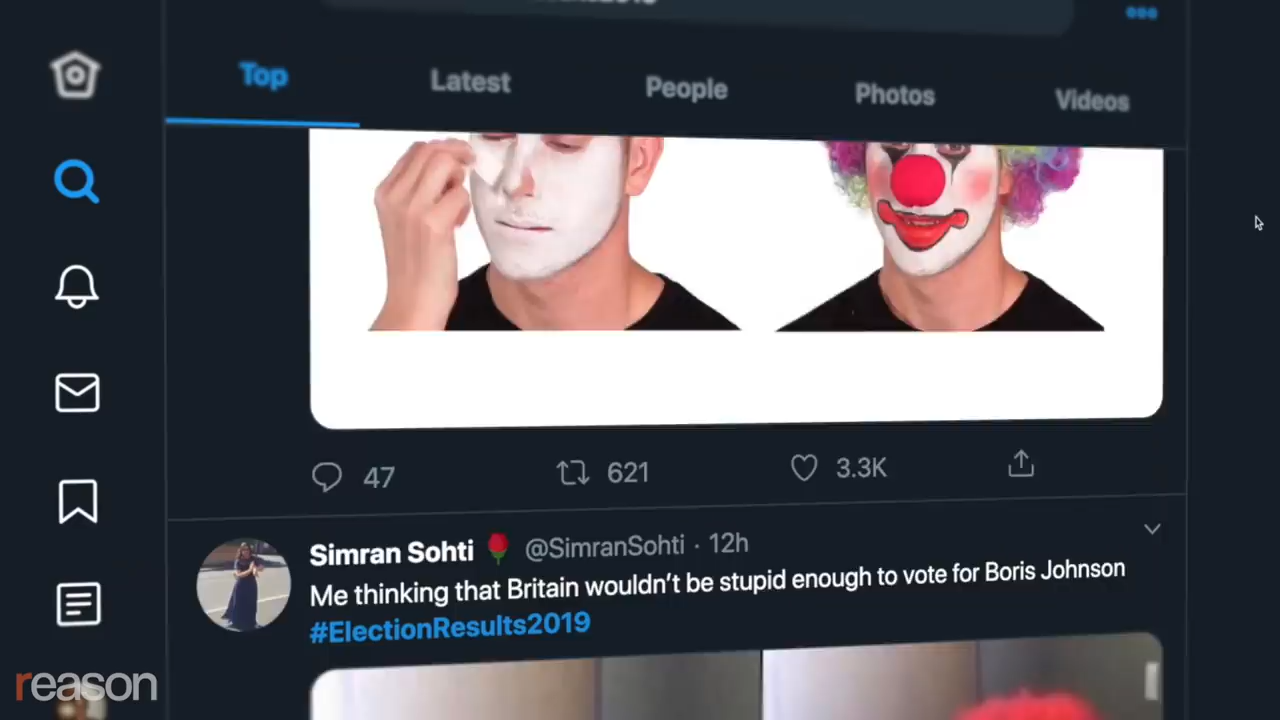 Top Latest People Photos Videos
47 621 3.3K
Simran Sohti @SimranSohti · 12h
Me thinking that Britain wouldn't be stupid enough to vote for Boris Johnson
#ElectionResults2019
reason